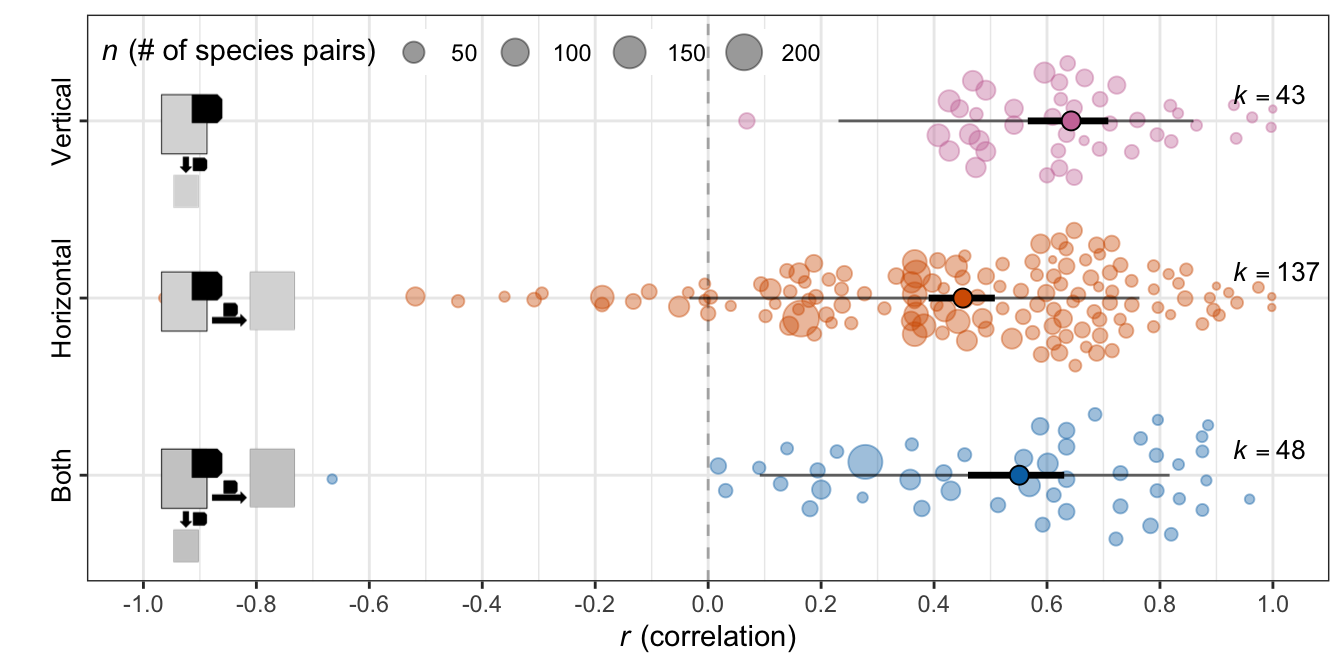 n (# of species pairs) 50 100 150 200
Vertical
k = 43
Horizontal
k = 137
Both
k = 48
-1.0 -0.8 -0.6 -0.4 -0.2 0.0 0.2 0.4 0.6 0.8 1.0
r (correlation)